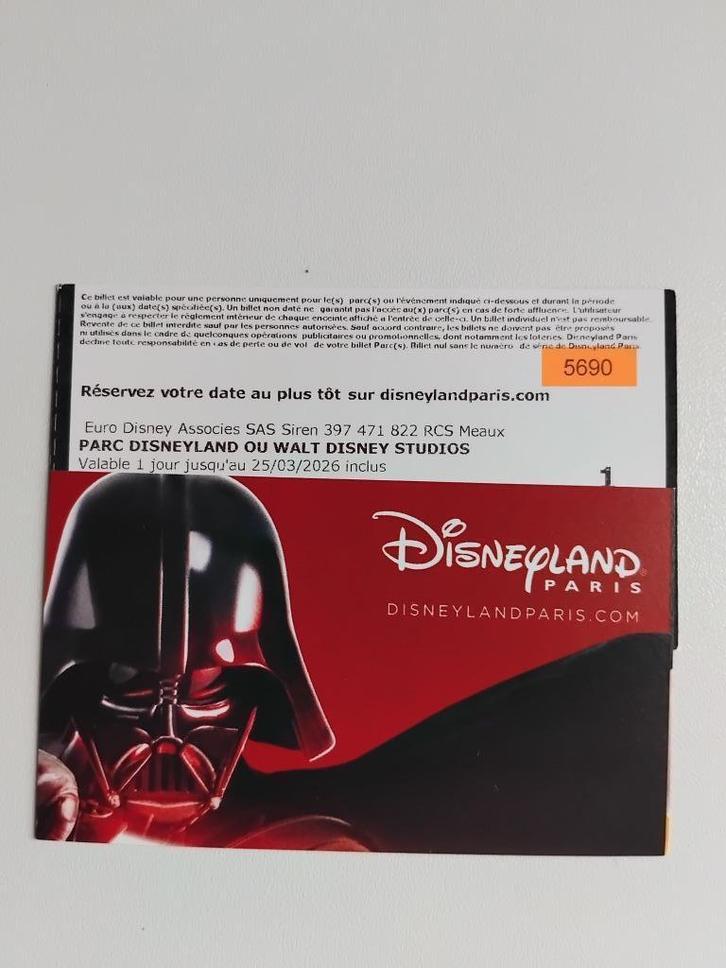 Ce billet est valable pour une personne uniquement pour le(s) parc(s) ou l'événement indiqué ci-dessous et durant la période
ou à la (aux) date(s) spécifiée(s). Un billet non daté ne garantit pas l'accès au(x) parc(s) en cas de forte affluence. L'utilisateur
s'engage à respecter le règlement intérieur de chaque enceinte affiché à l'entrée de celle-ci. Un billet individuel n'est pas remboursable.
Revente de ce billet interdite sauf par les personnes autorisées. Sauf accord contraire, les billets ne doivent pas être proposés
ni utilisés dans le cadre de quelconques opérations publicitaires ou promotionnelles, dont notamment les loteries. Disneyland Paris
décline toute responsabilité en cas de perte ou de vol de votre billet Parc(s). Billet nul sans le numéro de série de Disneyland Paris.
5690
Réservez votre date au plus tôt sur disneylandparis.com
Euro Disney Associes SAS Siren 397 471 822 RCS Meaux
PARC DISNEYLAND OU WALT DISNEY STUDIOS
Valable 1 jour jusqu'au 25/03/2026 inclus
1
DISNEYLAND
PARIS
DISNEYLANDPARIS.COM